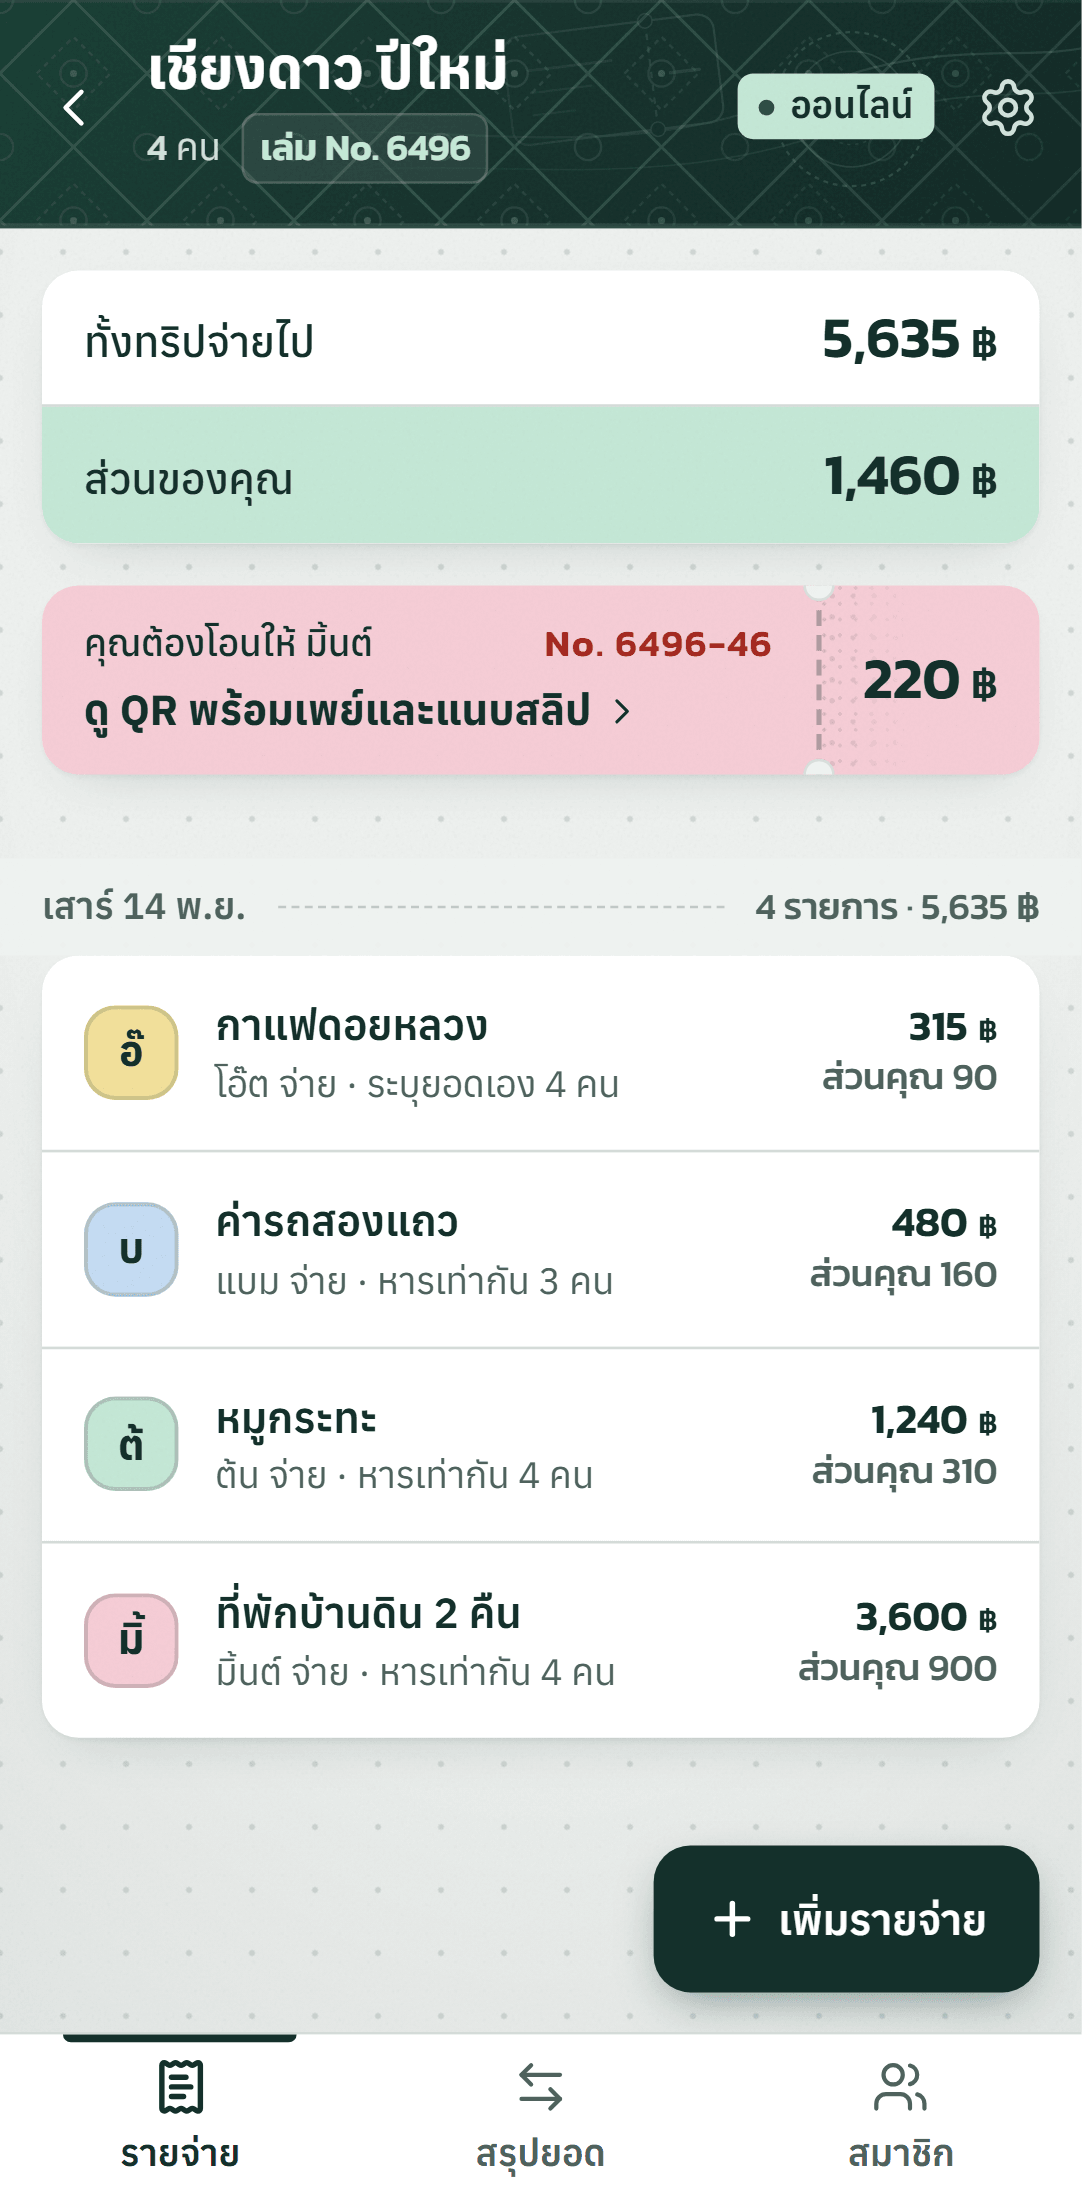 เชียงดาว ปีใหม่
4 คน เล่ม No. 6496
ออนไลน์
ทั้งทริปจ่ายไป 5,635 ฿
ส่วนของคุณ 1,460 ฿
คุณต้องโอนให้ มิ้นต์ No. 6496-46
ดู QR พร้อมเพย์และแนบสลิป
220 ฿
เสาร์ 14 พ.ย. 4 รายการ · 5,635 ฿
อ๊
กาแฟดอยหลวง 315 ฿
โอ๊ต จ่าย · ระบุยอดเอง 4 คน ส่วนคุณ 90
บ
ค่ารถสองแถว 480 ฿
แบม จ่าย · หารเท่ากัน 3 คน ส่วนคุณ 160
ต้
หมูกระทะ 1,240 ฿
ต้น จ่าย · หารเท่ากัน 4 คน ส่วนคุณ 310
มิ้
ที่พักบ้านดิน 2 คืน 3,600 ฿
มิ้นต์ จ่าย · หารเท่ากัน 4 คน ส่วนคุณ 900
เพิ่มรายจ่าย
รายจ่าย สรุปยอด สมาชิก